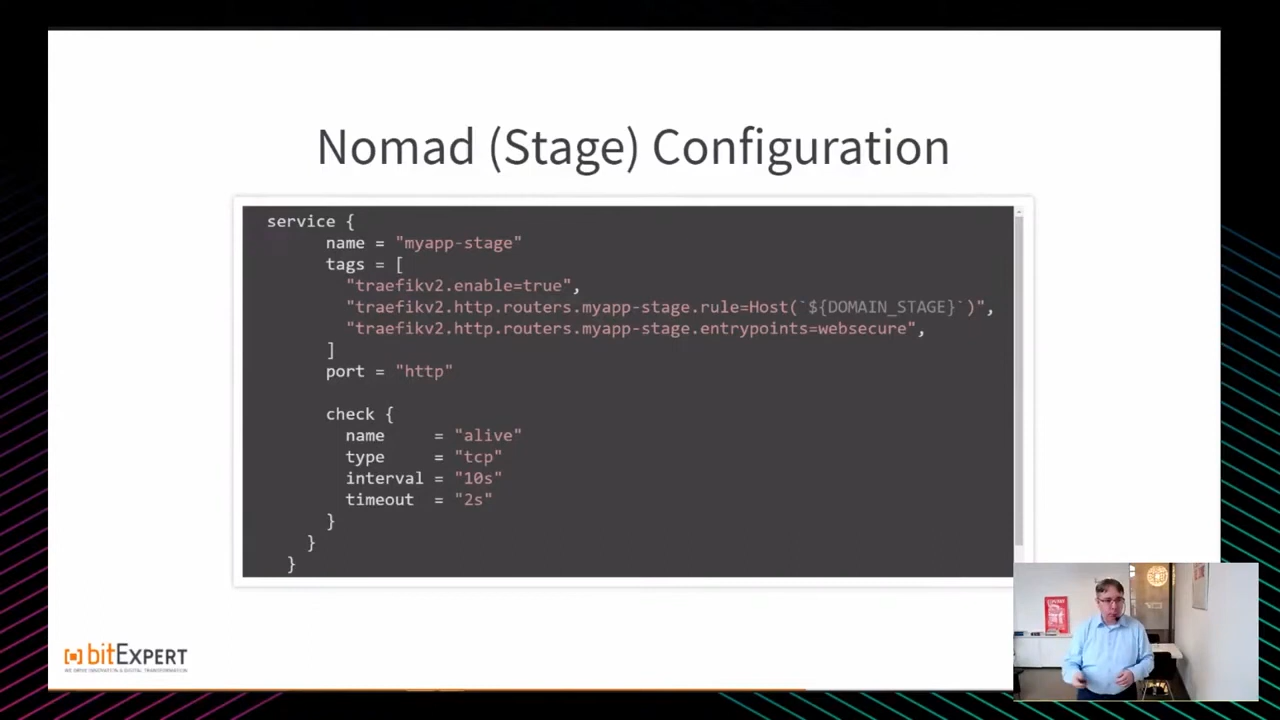 Nomad (Stage) Configuration
service {
name = "myapp-stage"
tags = [
"traefikv2.enable=true",
"traefikv2.http.routers.myapp-stage.rule=Host(`${DOMAIN_STAGE}`)",
"traefikv2.http.routers.myapp-stage.entrypoints=websecure",
]
port = "http"
check {
name = "alive"
type = "tcp"
interval = "10s"
timeout = "2s"
}
}
}
bitExpert